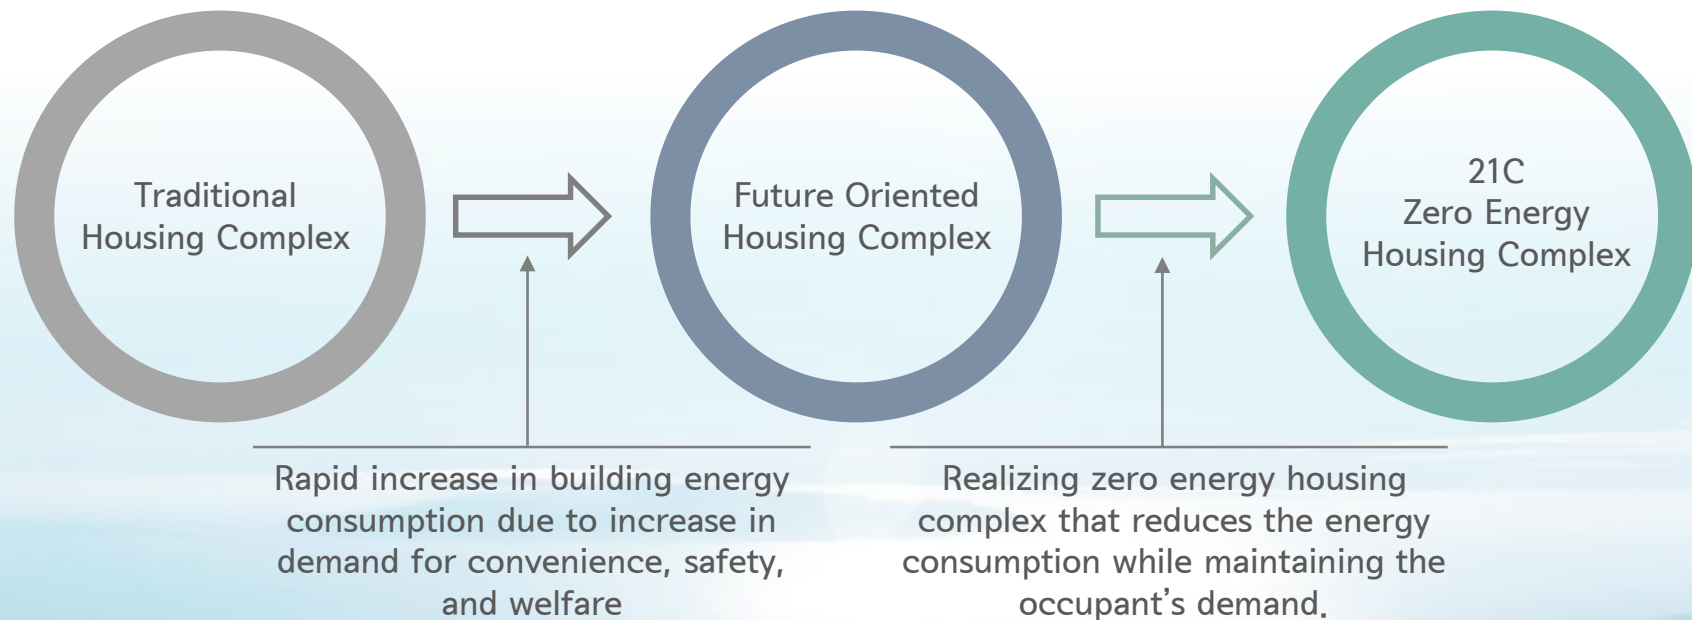 Traditional
Housing Complex
Future Oriented
Housing Complex
21C
Zero Energy
Housing Complex
Rapid increase in building energy
consumption due to increase in
demand for convenience, safety,
and welfare
Realizing zero energy housing
complex that reduces the energy
consumption while maintaining the
occupant’s demand.